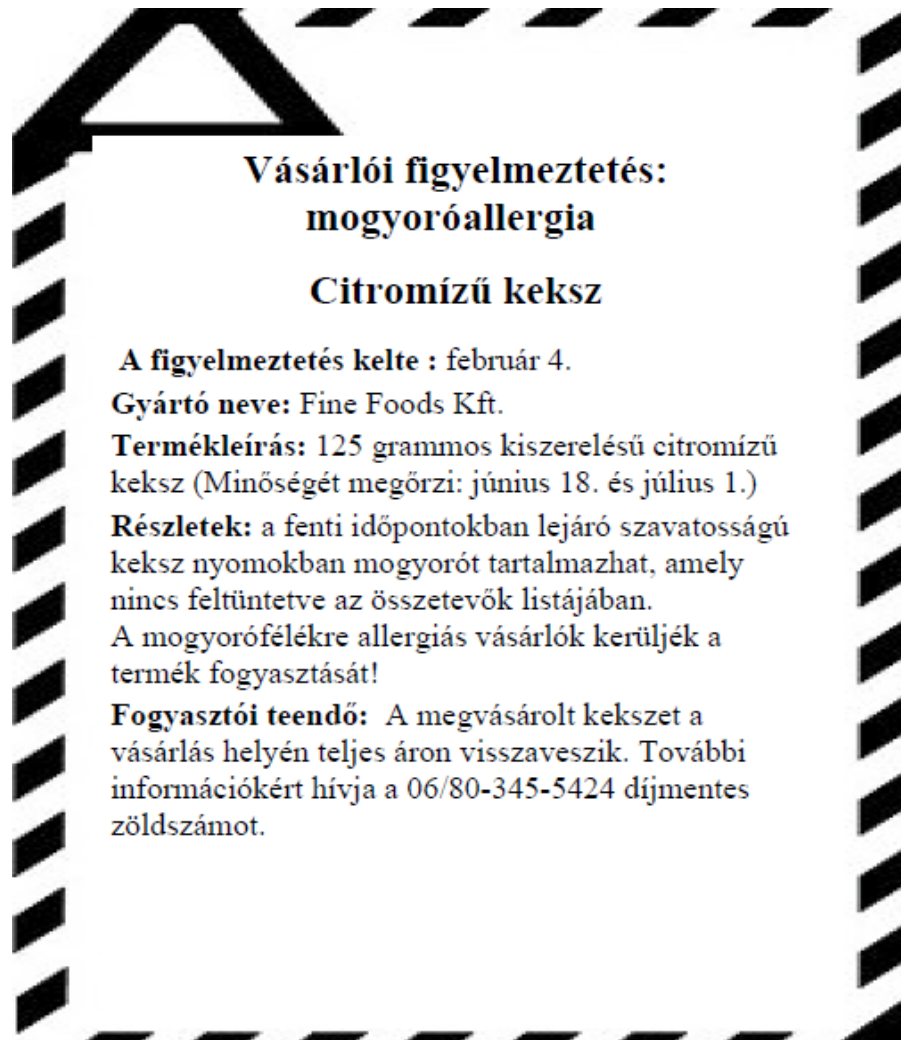 Vásárlói figyelmeztetés:
mogyoróallergia
Citromízű keksz
A figyelmeztetés kelte : február 4.
Gyártó neve: Fine Foods Kft.
Termékleírás: 125 grammos kiszerelésű citromízű
keksz (Minőségét megőrzi: június 18. és július 1.)
Részletek: a fenti időpontokban lejáró szavatosságú
keksz nyomokban mogyorót tartalmazhat, amely
nincs feltüntetve az összetevők listájában.
A mogyorófélékre allergiás vásárlók kerüljék a
termék fogyasztását!
Fogyasztói teendő: A megvásárolt kekszet a
vásárlás helyén teljes áron visszaveszik. További
információkért hívja a 06/80-345-5424 díjmentes
zöldszámot.